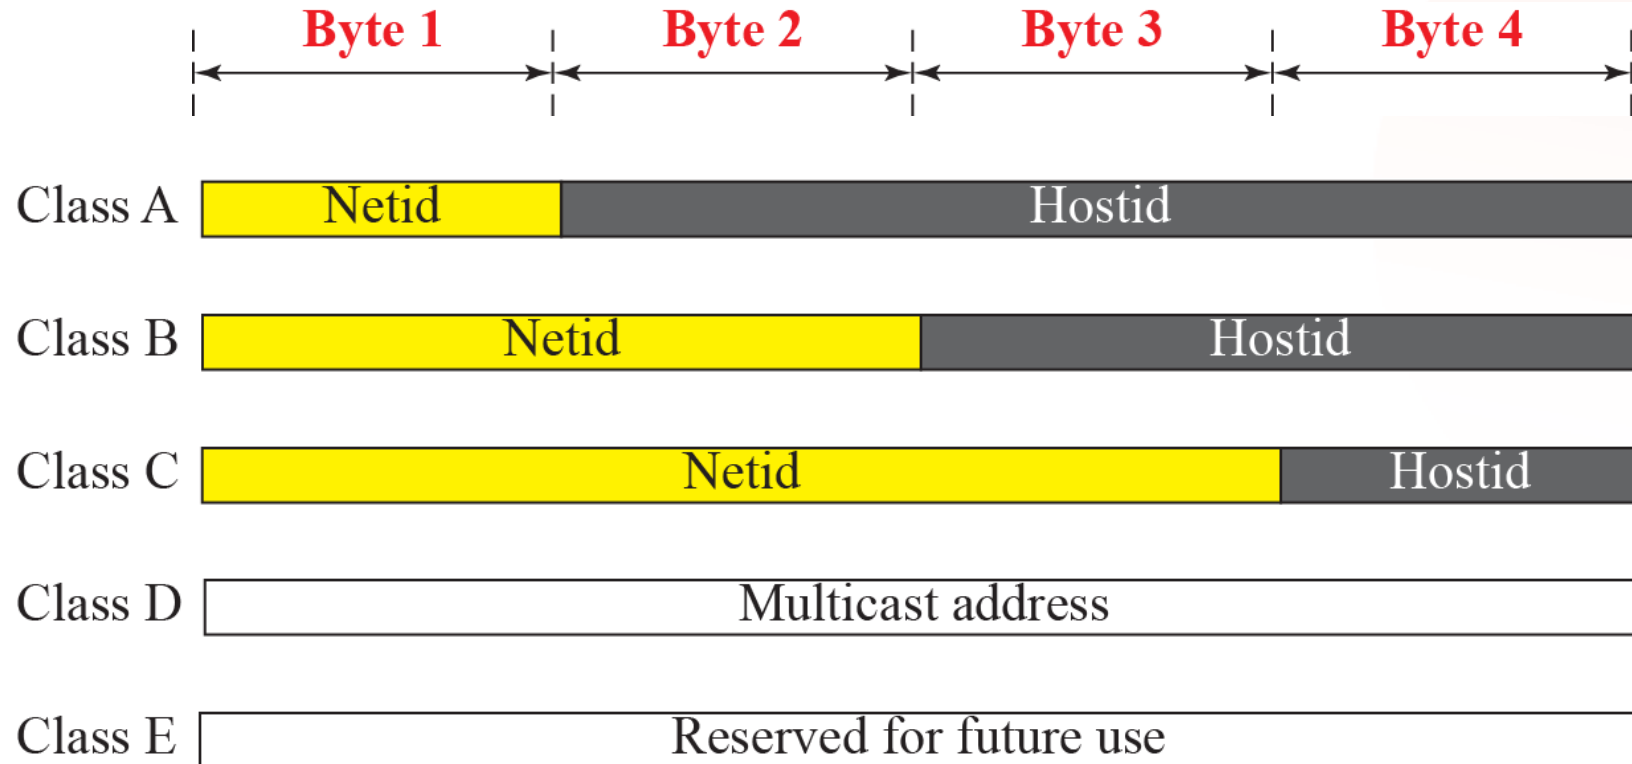 Byte 1 Byte 2 Byte 3 Byte 4
Class A Netid Hostid
Class B Netid Hostid
Class C Netid Hostid
Class D Multicast address
Class E Reserved for future use